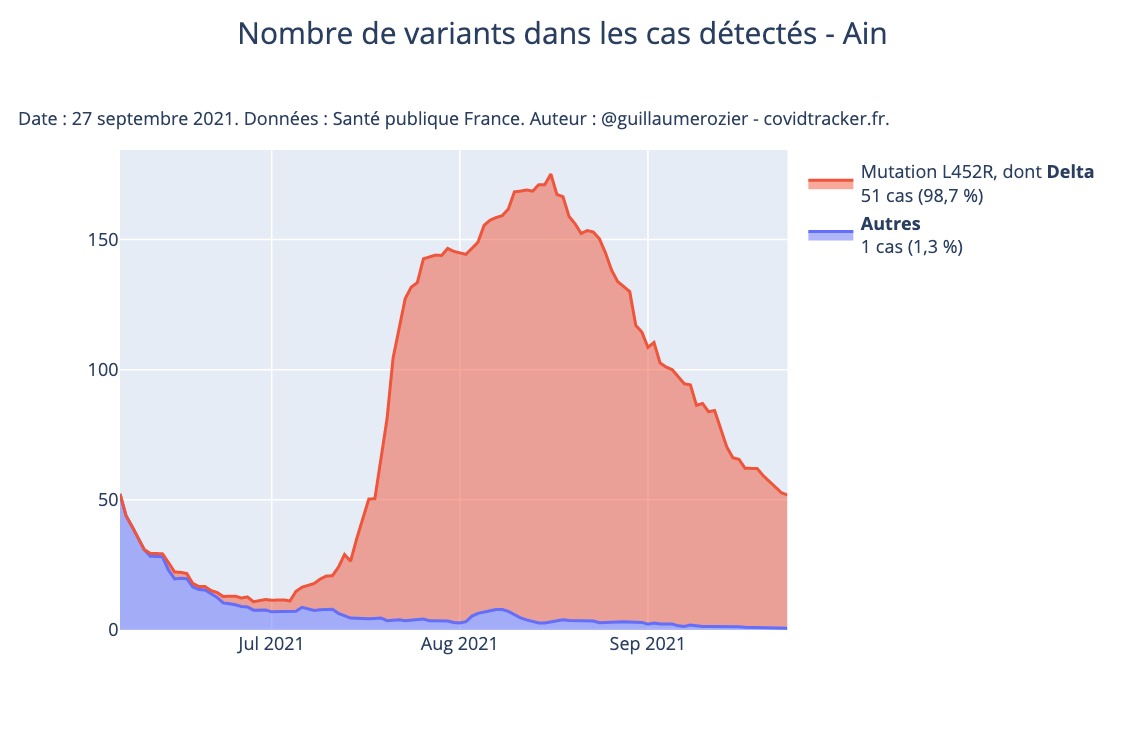 Nombre de variants dans les cas détectés - Ain
Date : 27 septembre 2021. Données : Santé publique France. Auteur : @guillaumerozier - covidtracker.fr.
Mutation L452R, dont Delta
51 cas (98,7 %)
Autres
1 cas (1,3 %)
150
100
50
0
Jul 2021
Aug 2021
Sep 2021